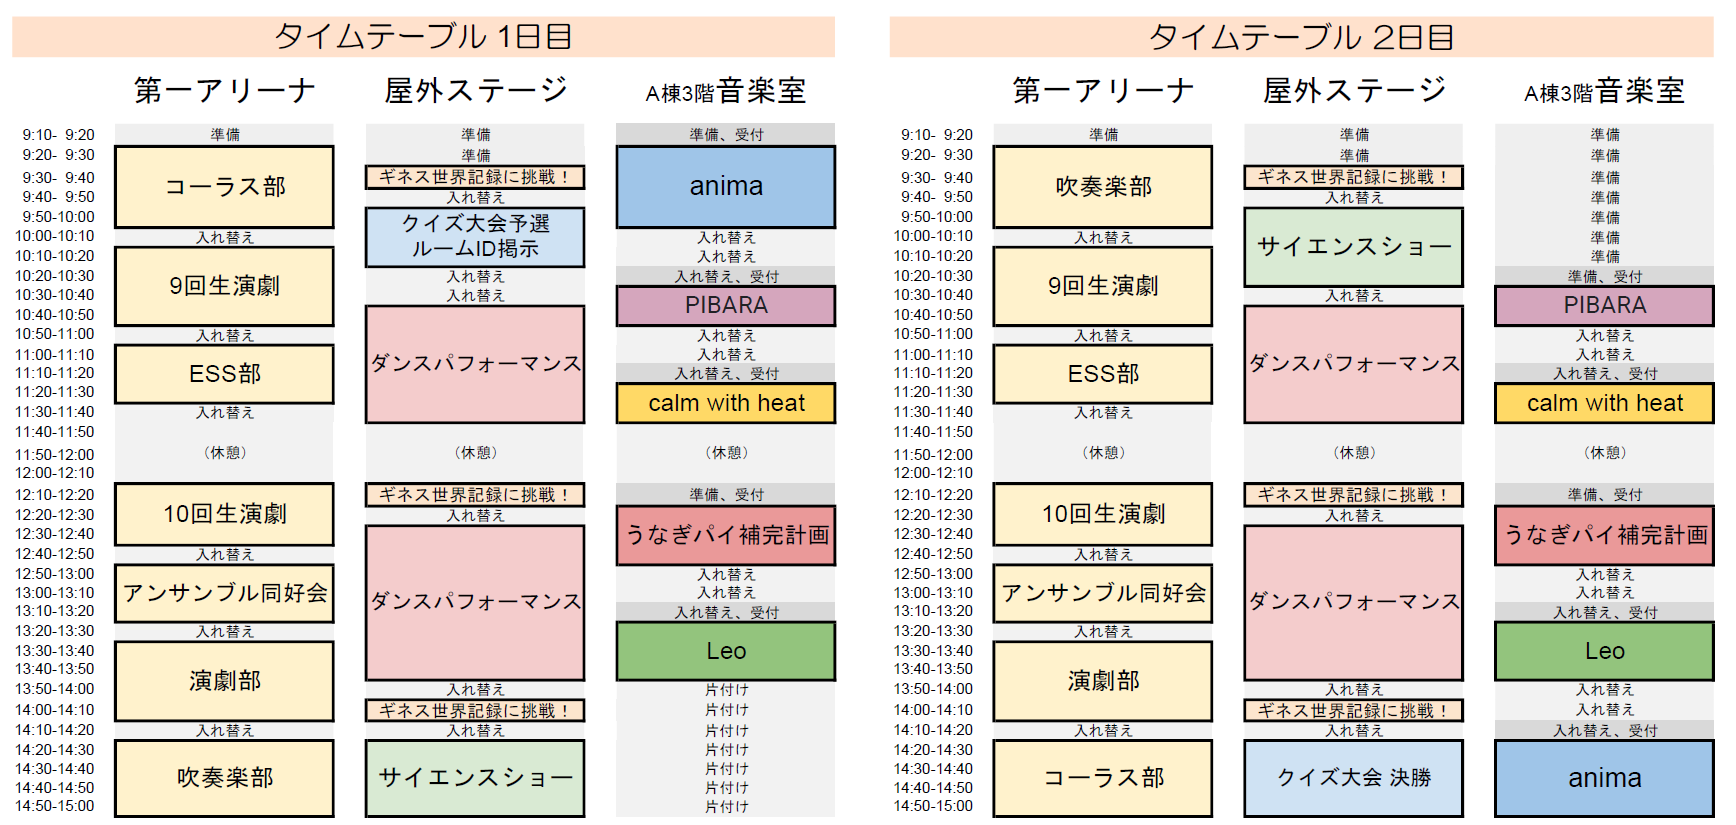 タイムテーブル 1日目
第一アリーナ 屋外ステージ A棟3階音楽室
9:10- 9:20 準備 準備 準備、受付
9:20- 9:30 コーラス部 準備 anima
9:30- 9:40 ギネス世界記録に挑戦！
9:40- 9:50 入れ替え
9:50-10:00 クイズ大会予選
ルームID掲示
10:00-10:10 入れ替え 入れ替え
10:10-10:20 9回生演劇 入れ替え
10:20-10:30 入れ替え 入れ替え、受付
10:30-10:40 入れ替え PIBARA
10:40-10:50 ダンスパフォーマンス
10:50-11:00 入れ替え 入れ替え
11:00-11:10 ESS部 入れ替え
11:10-11:20 入れ替え、受付
11:20-11:30 calm with heat
11:30-11:40 入れ替え
11:40-11:50
11:50-12:00 （休憩） （休憩） （休憩）
12:00-12:10
12:10-12:20 10回生演劇 ギネス世界記録に挑戦！ 準備、受付
12:20-12:30 入れ替え うなぎパイ補完計画
12:30-12:40 ダンスパフォーマンス
12:40-12:50 入れ替え
12:50-13:00 アンサンブル同好会 入れ替え
13:00-13:10 入れ替え
13:10-13:20 入れ替え、受付
13:20-13:30 入れ替え Leo
13:30-13:40 演劇部
13:40-13:50
13:50-14:00 入れ替え 片付け
14:00-14:10 ギネス世界記録に挑戦！ 片付け
14:10-14:20 入れ替え 入れ替え 片付け
14:20-14:30 吹奏楽部 サイエンスショー 片付け
14:30-14:40 片付け
14:40-14:50 片付け
14:50-15:00 片付け
タイムテーブル 2日目
第一アリーナ 屋外ステージ A棟3階音楽室
9:10- 9:20 準備 準備 準備
9:20- 9:30 吹奏楽部 準備 準備
9:30- 9:40 ギネス世界記録に挑戦！ 準備
9:40- 9:50 入れ替え 準備
9:50-10:00 サイエンスショー 準備
10:00-10:10 入れ替え 準備
10:10-10:20 9回生演劇 準備
10:20-10:30 準備、受付
10:30-10:40 入れ替え PIBARA
10:40-10:50 ダンスパフォーマンス
10:50-11:00 入れ替え 入れ替え
11:00-11:10 ESS部 入れ替え
11:10-11:20 入れ替え、受付
11:20-11:30 calm with heat
11:30-11:40 入れ替え
11:40-11:50
11:50-12:00 （休憩） （休憩） （休憩）
12:00-12:10
12:10-12:20 10回生演劇 ギネス世界記録に挑戦！ 準備、受付
12:20-12:30 入れ替え うなぎパイ補完計画
12:30-12:40 ダンスパフォーマンス
12:40-12:50 入れ替え
12:50-13:00 アンサンブル同好会 入れ替え
13:00-13:10 入れ替え
13:10-13:20 入れ替え、受付
13:20-13:30 入れ替え Leo
13:30-13:40 演劇部
13:40-13:50
13:50-14:00 入れ替え 入れ替え
14:00-14:10 ギネス世界記録に挑戦！ 入れ替え
14:10-14:20 入れ替え 入れ替え 入れ替え、受付
14:20-14:30 コーラス部 クイズ大会 決勝 anima
14:30-14:40
14:40-14:50
14:50-15:00